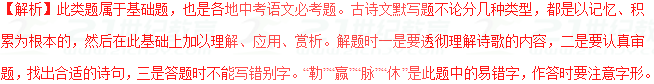 【解析】此类题属于基础题，也是各地中考语文必考题。古诗文默写题不论分几种类型，都是以记忆、积
累为根本的，然后在此基础上加以理解、应用、赏析。解题时一是要透彻理解诗歌的内容，二是要认真审
题，找出合适的诗句，三是答题时不能写错别字。“勒”“赢”“脉”“休”是此题中的易错字，作答时要注意字形。